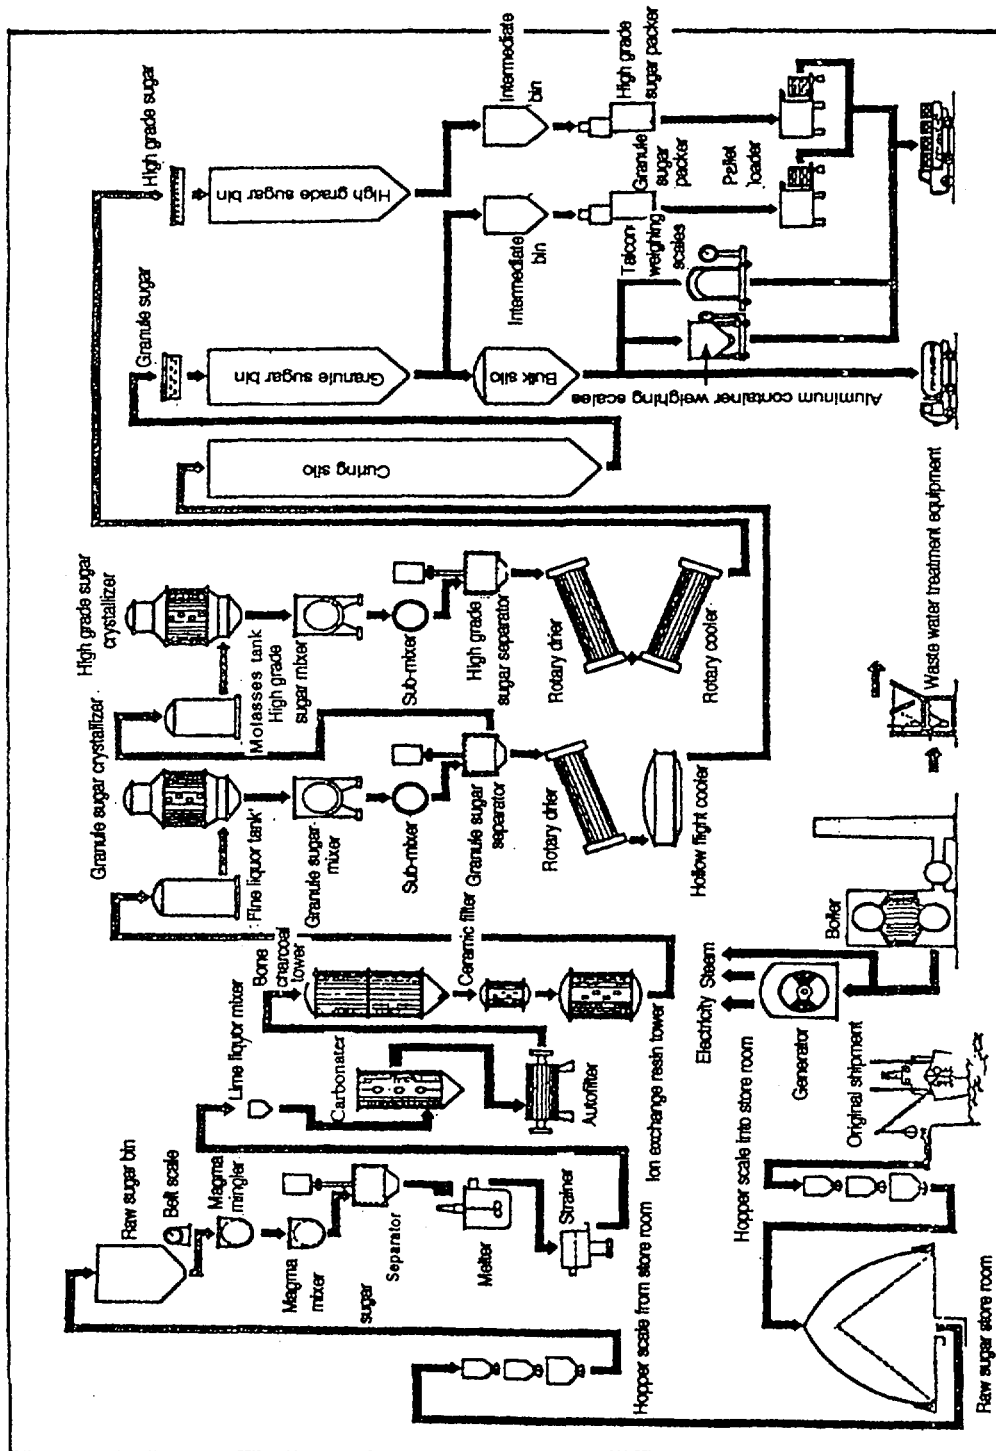 High grade sugar
High grade sugar bin
Intermediate
bin
High grade
sugar packer
Granule sugar
Granule sugar bin
Intermediate
bin
Granule
sugar
packer
Pellet
loader
Bulk silo
Taicon
weighing
scales
Aluminum container weighing scales
Curing silo
High grade sugar
crystallizer
Molasses tank
High grade
sugar mixer
Sub-mixer
High grade
sugar separator
Rotary drier
Rotary cooler
Granule sugar crystallizer
Fine liquor tank
Granule sugar
mixer
Sub-mixer
Granule sugar
separator
Rotary drier
Hollow flight cooler
Waste water treatment equipment
Lime liquor mixer
Bone
charcoal
tower
Ceramic filter
Ion exchange resin tower
Carbonater
Autofilter
Electricity
Steam
Boiler
Generator
Raw sugar bin
Belt scale
Magma
mingler
Magma
mixer
sugar
Separator
Melter
Strainer
Hopper scale from store room
Hopper scale into store room
Original shipment
Raw sugar store room